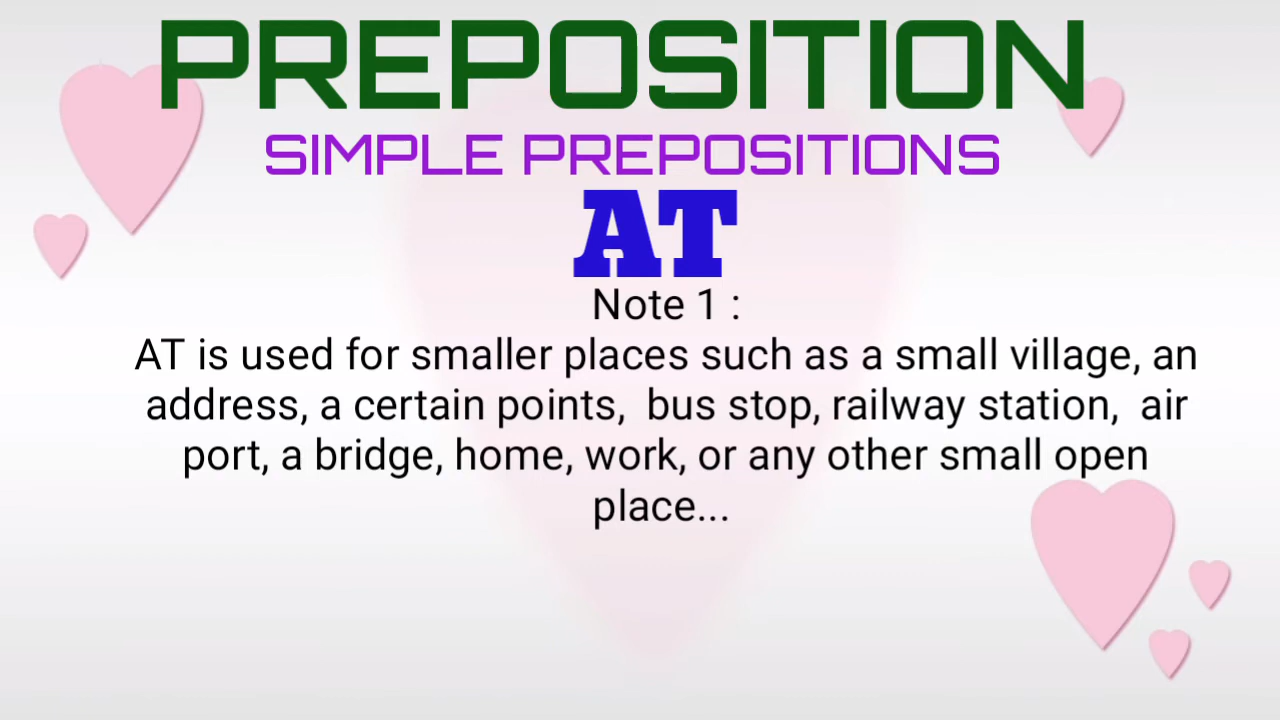 PREPOSITION
SIMPLE PREPOSITIONS
AT
Note 1 :
AT is used for smaller places such as a small village, an
address, a certain points,  bus stop, railway station,  air
port, a bridge, home, work, or any other small open
place...